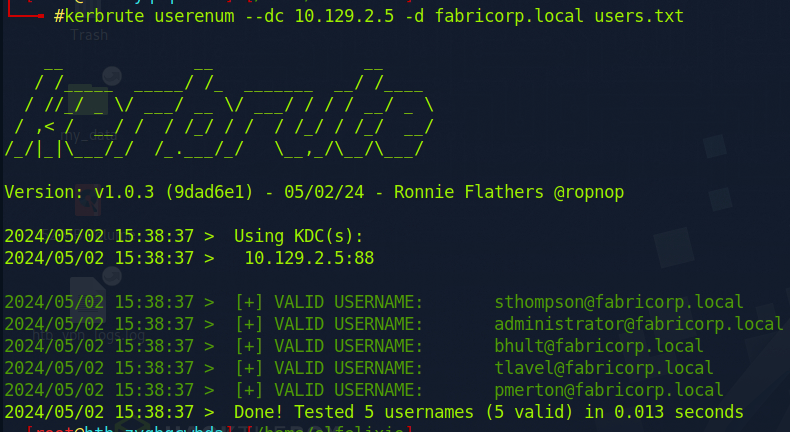 #kerbrute userenum --dc 10.129.2.5 -d fabricorp.local users.txt
Trash
my_data
Version: v1.0.3 (9dad6e1) - 05/02/24 - Ronnie Flathers @ropnop
2024/05/02 15:38:37 > Using KDC(s):
2024/05/02 15:38:37 > 10.129.2.5:88
2024/05/02 15:38:37 > [+] VALID USERNAME: sthompson@fabricorp.local
2024/05/02 15:38:37 > [+] VALID USERNAME: administrator@fabricorp.local
2024/05/02 15:38:37 > [+] VALID USERNAME: bhult@fabricorp.local
2024/05/02 15:38:37 > [+] VALID USERNAME: tlavel@fabricorp.local
2024/05/02 15:38:37 > [+] VALID USERNAME: pmerton@fabricorp.local
2024/05/02 15:38:37 > Done! Tested 5 usernames (5 valid) in 0.013 seconds